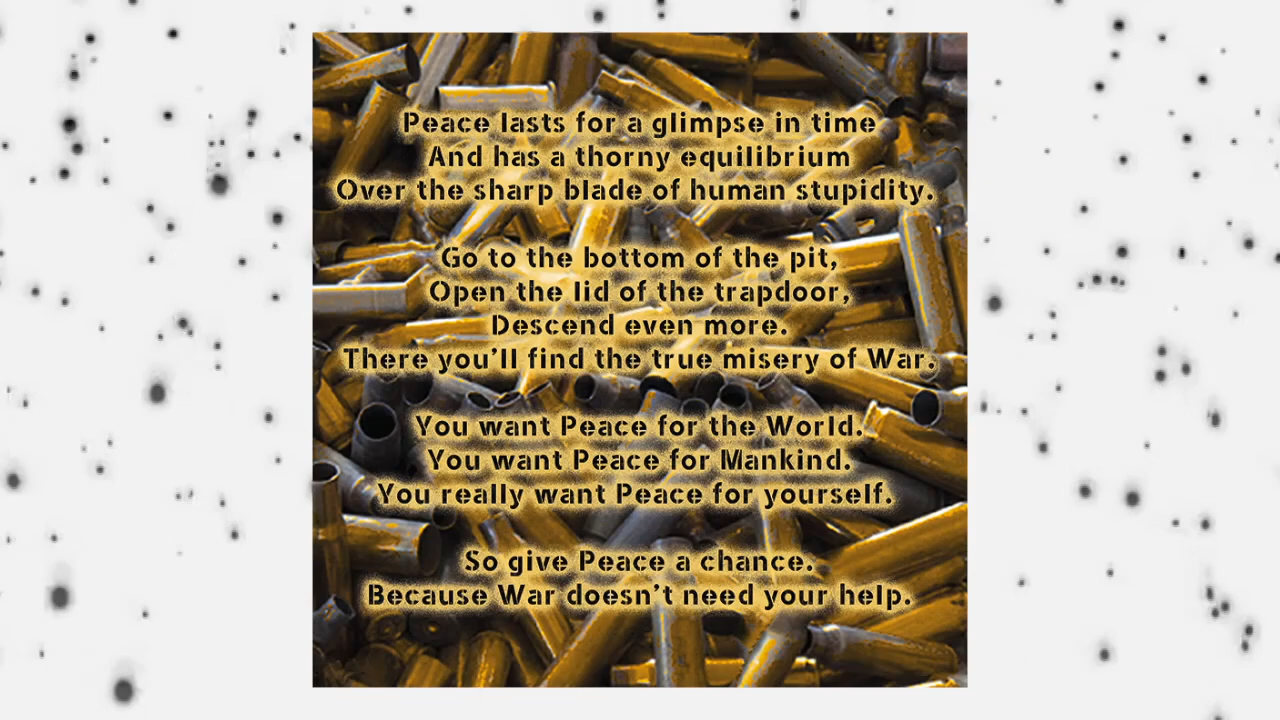 Peace lasts for a glimpse in time
And has a thorny equilibrium
Over the sharp blade of human stupidity.
Go to the bottom of the pit,
Open the lid of the trapdoor,
Descend even more.
There you'll find the true misery of War.
You want Peace for the World.
You want Peace for Mankind.
You really want Peace for yourself.
So give Peace a chance.
Because War doesn't need your help.